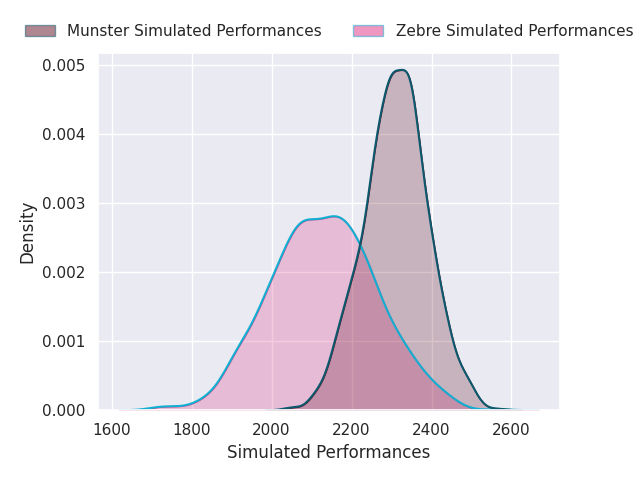 Munster Simulated Performances Zebre Simulated Performances
0.005
0.004
0.003
0.002
0.001
0.000
Density
1600 1800 2000 2200 2400 2600
Simulated Performances